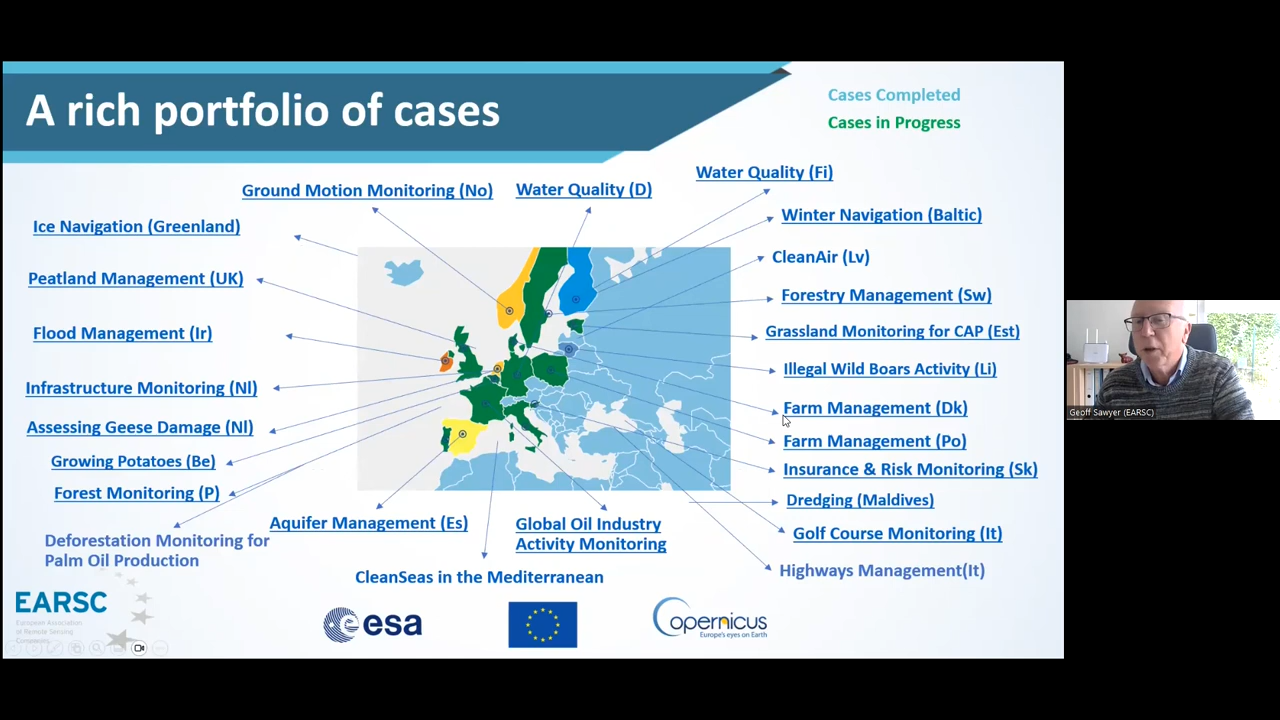 A rich portfolio of cases
Cases Completed
Cases in Progress
Ground Motion Monitoring (No)
Water Quality (D)
Water Quality (Fi)
Ice Navigation (Greenland)
Winter Navigation (Baltic)
Peatland Management (UK)
CleanAir (Lv)
Forestry Management (Sw)
Flood Management (Ir)
Grassland Monitoring for CAP (Est)
Infrastructure Monitoring (Nl)
Illegal Wild Boars Activity (Li)
Assessing Geese Damage (Nl)
Farm Management (Dk)
Growing Potatoes (Be)
Farm Management (Po)
Forest Monitoring (P)
Insurance & Risk Monitoring (Sk)
Dredging (Maldives)
Deforestation Monitoring for
Palm Oil Production
Aquifer Management (Es)
Global Oil Industry
Activity Monitoring
Golf Course Monitoring (It)
CleanSeas in the Mediterranean
Highways Management(It)
EARSC
European Association
of Remote Sensing
Companies
esa
opernicus
Europe's eyes on Earth
Geoff Sawyer (EARSC)